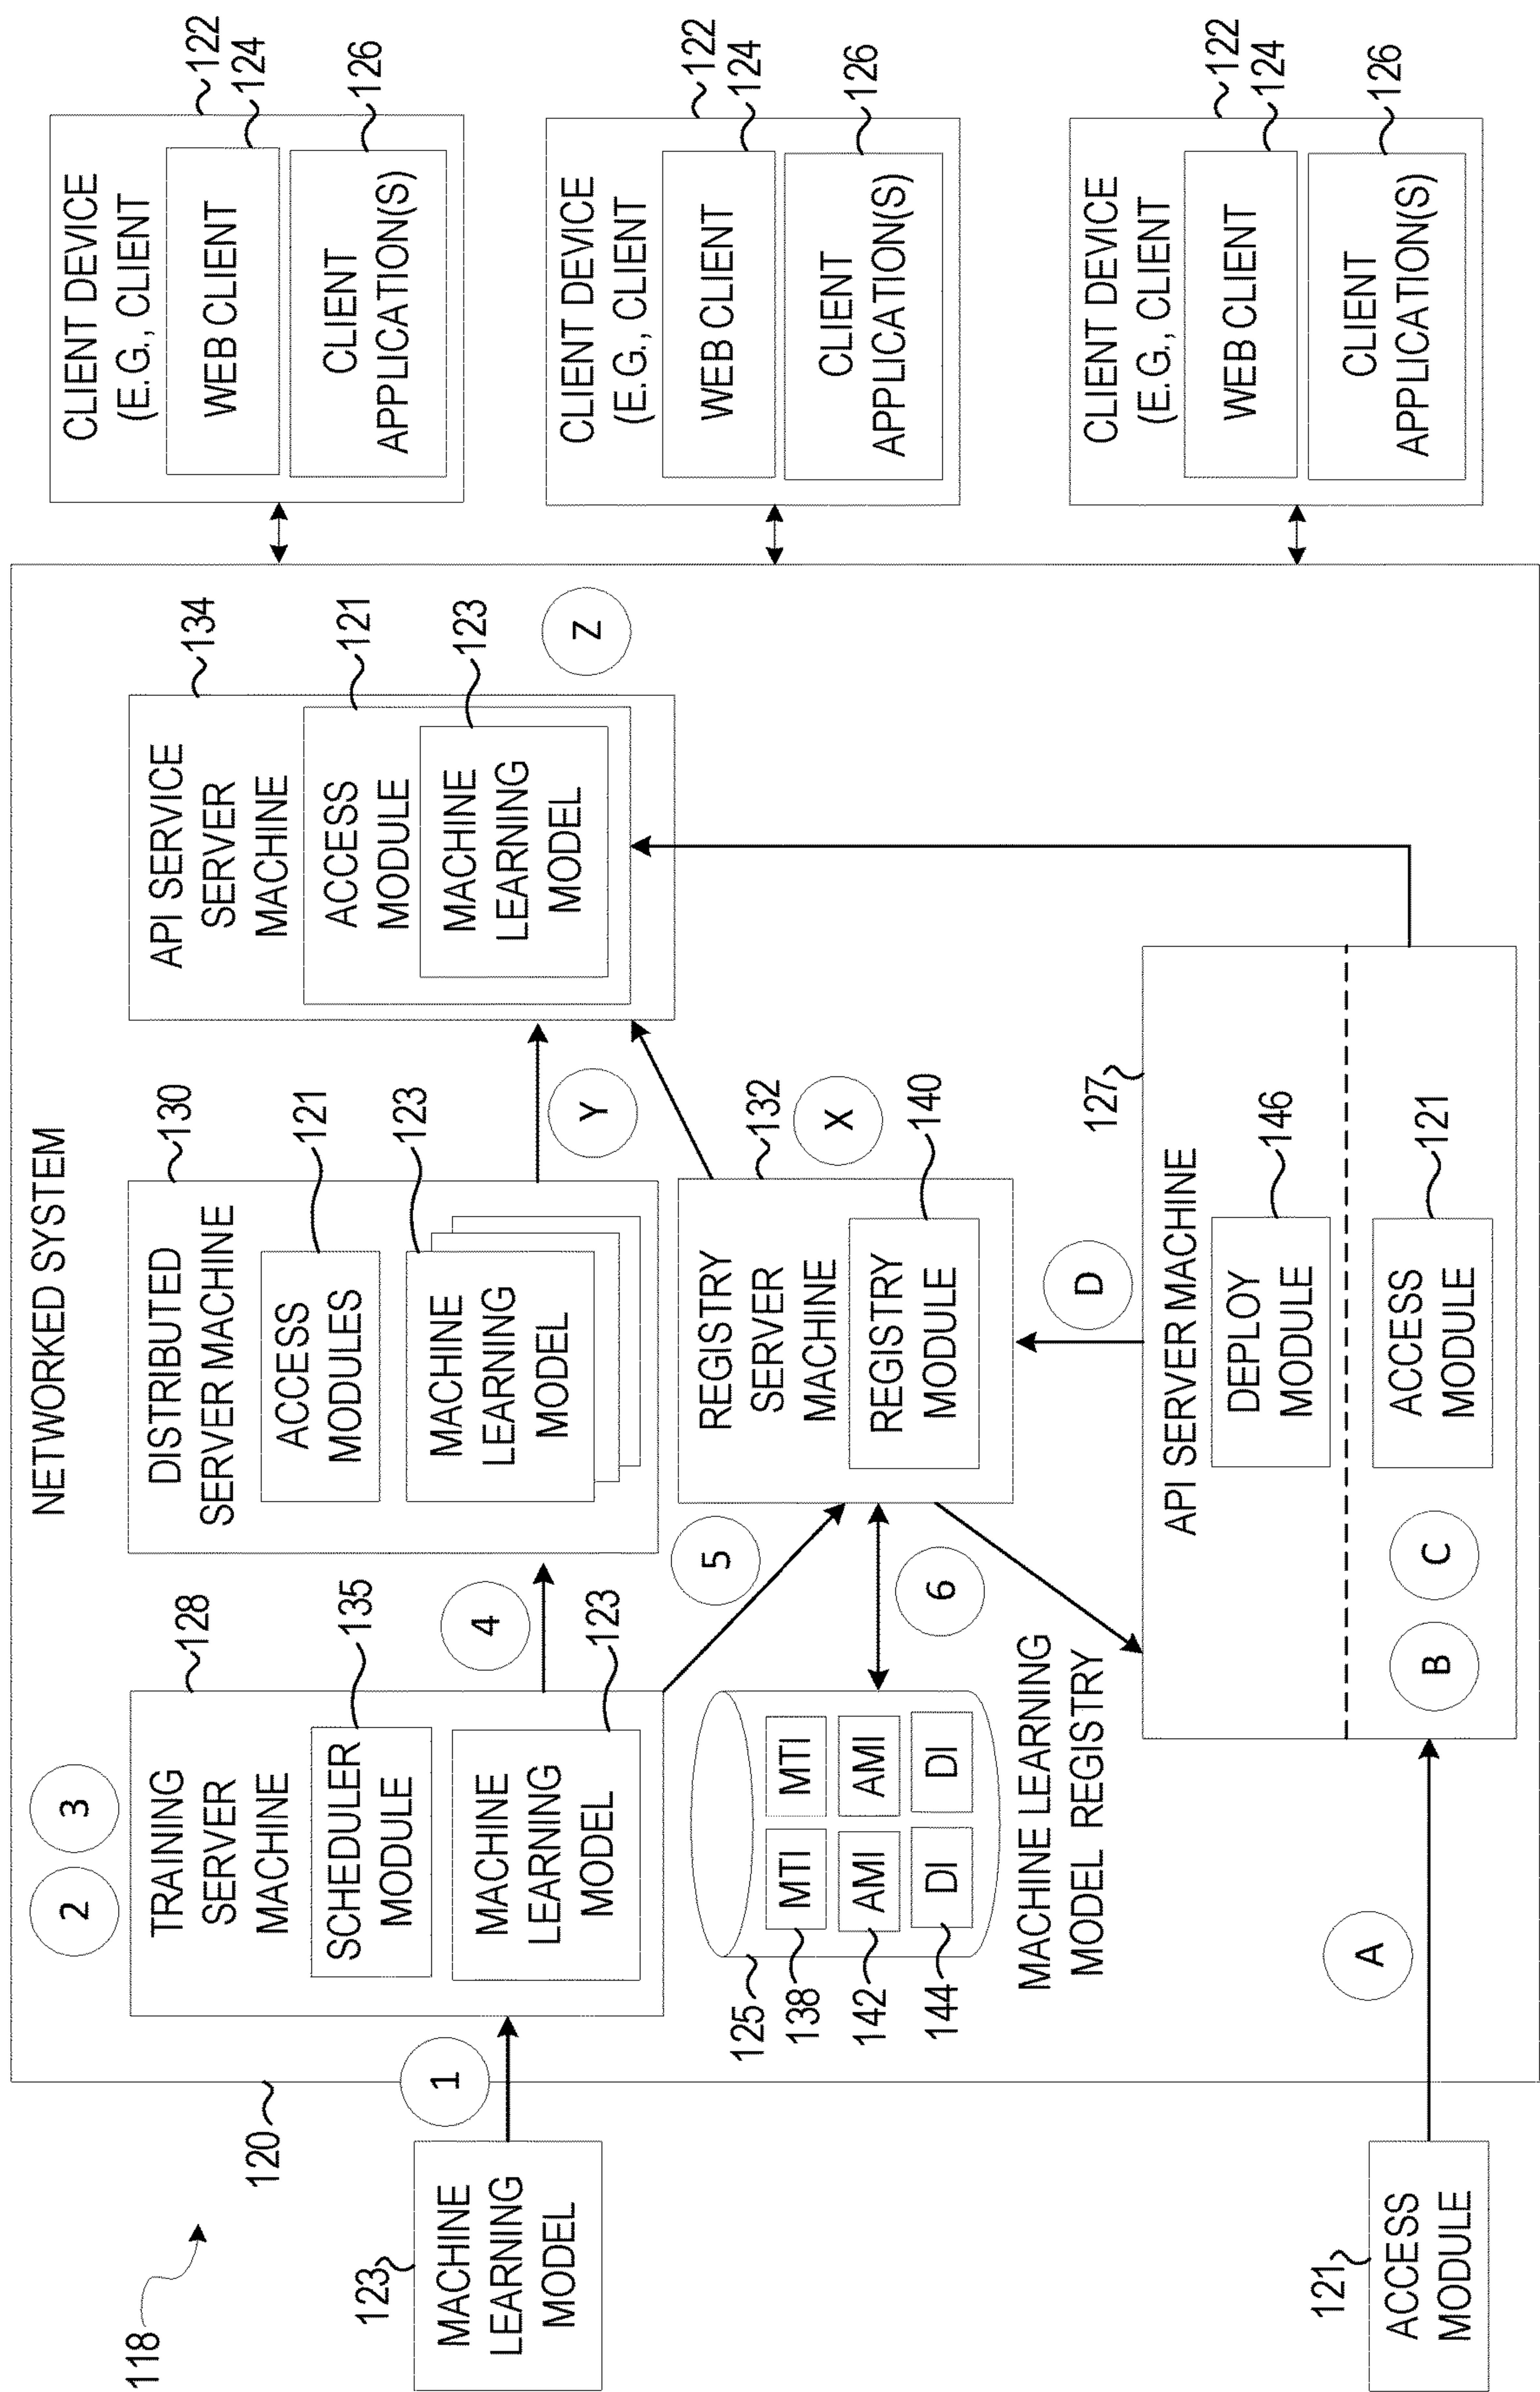 118
120
NETWORKED SYSTEM
123
MACHINE
LEARNING
MODEL
1
2
3
128
TRAINING
SERVER
MACHINE
135
SCHEDULER
MODULE
123
MACHINE
LEARNING
MODEL
4
5
130
DISTRIBUTED
SERVER MACHINE
121
ACCESS
MODULES
123
MACHINE
LEARNING
MODEL
Y
134
API SERVICE
SERVER
MACHINE
121
ACCESS
MODULE
123
MACHINE
LEARNING
MODEL
Z
125
138
142
144
MTI
MTI
AMI
AMI
DI
DI
MACHINE LEARNING
MODEL REGISTRY
6
132
X
REGISTRY
SERVER
MACHINE
140
REGISTRY
MODULE
D
127
API SERVER MACHINE
146
DEPLOY
MODULE
B
C
121
ACCESS
MODULE
A
121
ACCESS
MODULE
122
CLIENT DEVICE
(E.G., CLIENT
124
WEB CLIENT
126
CLIENT
APPLICATION(S)
122
CLIENT DEVICE
(E.G., CLIENT
124
WEB CLIENT
126
CLIENT
APPLICATION(S)
122
CLIENT DEVICE
(E.G., CLIENT
124
WEB CLIENT
126
CLIENT
APPLICATION(S)